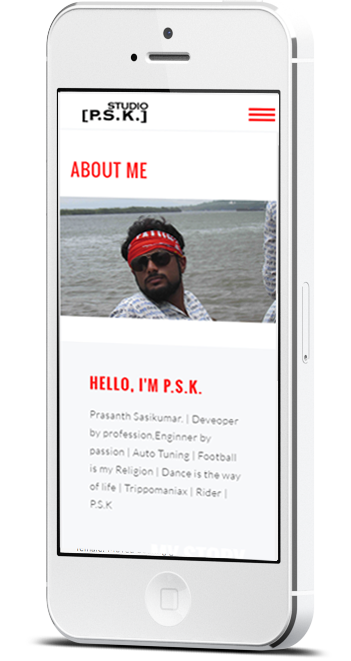 STUDIO
[P.S.K.]
ABOUT ME
HELLO, I'M P.S.K.
Prasanth Sasikumar. | Deveoper
by profession,Enginner by
passion | Auto Tuning | Football
is my Religion | Dance is the way
of life | Trippomaniax | Rider |
P.S.K